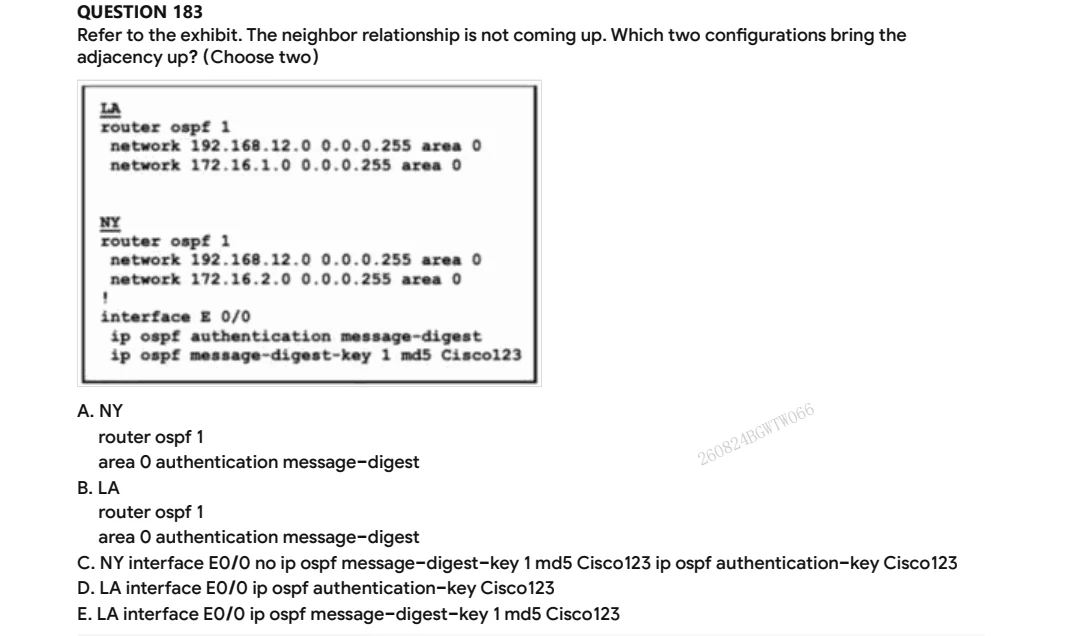 QUESTION 183
Refer to the exhibit. The neighbor relationship is not coming up. Which two configurations bring the
adjacency up? (Choose two)
LA
router ospf 1
network 192.168.12.0 0.0.0.255 area 0
network 172.16.1.0 0.0.0.255 area 0
NY
router ospf 1
network 192.168.12.0 0.0.0.255 area 0
network 172.16.2.0 0.0.0.255 area 0
!
interface E 0/0
ip ospf authentication message-digest
ip ospf message-digest-key 1 md5 Cisco123
A. NY
router ospf 1
area 0 authentication message-digest
260824BGWTW066
B. LA
router ospf 1
area 0 authentication message-digest
C. NY interface E0/0 no ip ospf message-digest-key 1 md5 Cisco123 ip ospf authentication-key Cisco123
D. LA interface E0/0 ip ospf authentication-key Cisco123
E. LA interface E0/0 ip ospf message-digest-key 1 md5 Cisco123